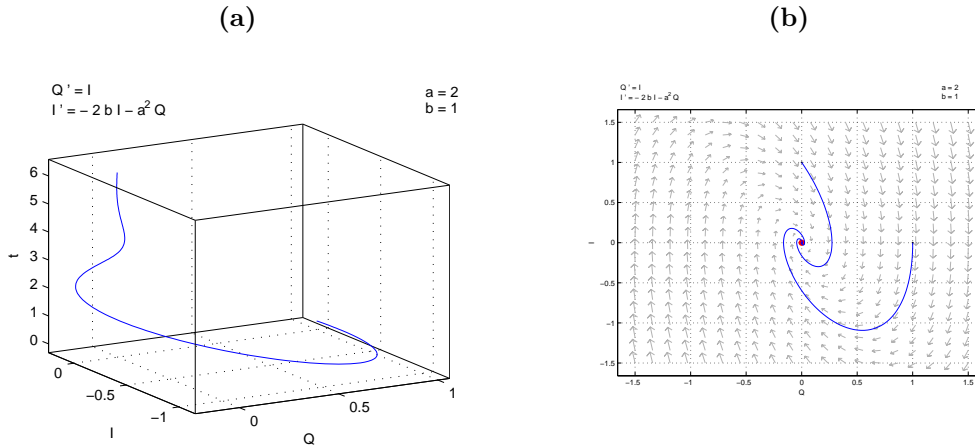 (a)
Q ' = I
I ' = − 2 b I − a² Q
a = 2
b = 1
6
5
4
3
2
1
0
t
0
−0.5
−1
I
0
0.5
1
Q
(b)
Q ' = I
I ' = − 2 b I − a² Q
a = 2
b = 1
1.5
1
0.5
0
−0.5
−1
−1.5
I
−1.5 −1 −0.5 0 0.5 1 1.5
Q